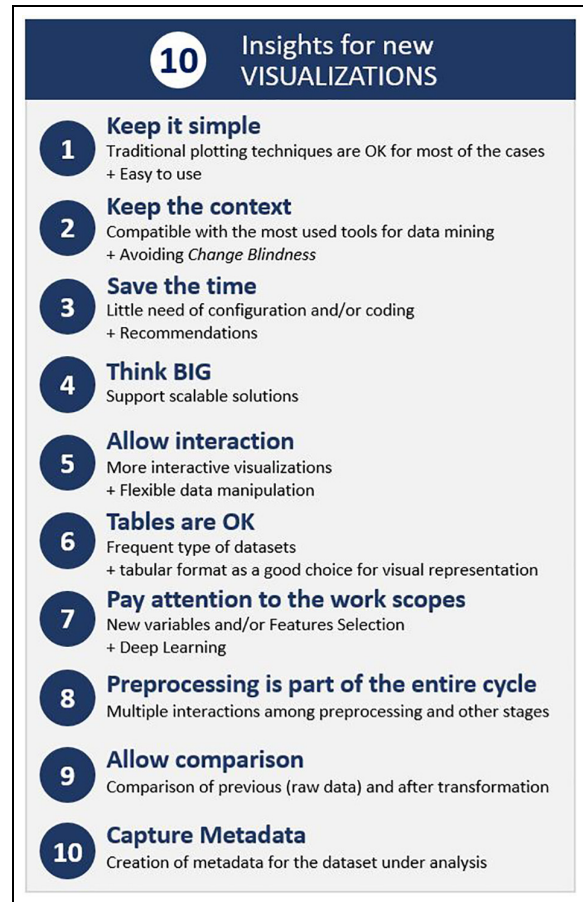 10
Insights for new
VISUALIZATIONS
1
Keep it simple
Traditional plotting techniques are OK for most of the cases
+ Easy to use
2
Keep the context
Compatible with the most used tools for data mining
+ Avoiding Change Blindness
3
Save the time
Little need of configuration and/or coding
+ Recommendations
4
Think BIG
Support scalable solutions
5
Allow interaction
More interactive visualizations
+ Flexible data manipulation
6
Tables are OK
Frequent type of datasets
+ tabular format as a good choice for visual representation
7
Pay attention to the work scopes
New variables and/or Features Selection
+ Deep Learning
8
Preprocessing is part of the entire cycle
Multiple interactions among preprocessing and other stages
9
Allow comparison
Comparison of previous (raw data) and after transformation
10
Capture Metadata
Creation of metadata for the dataset under analysis